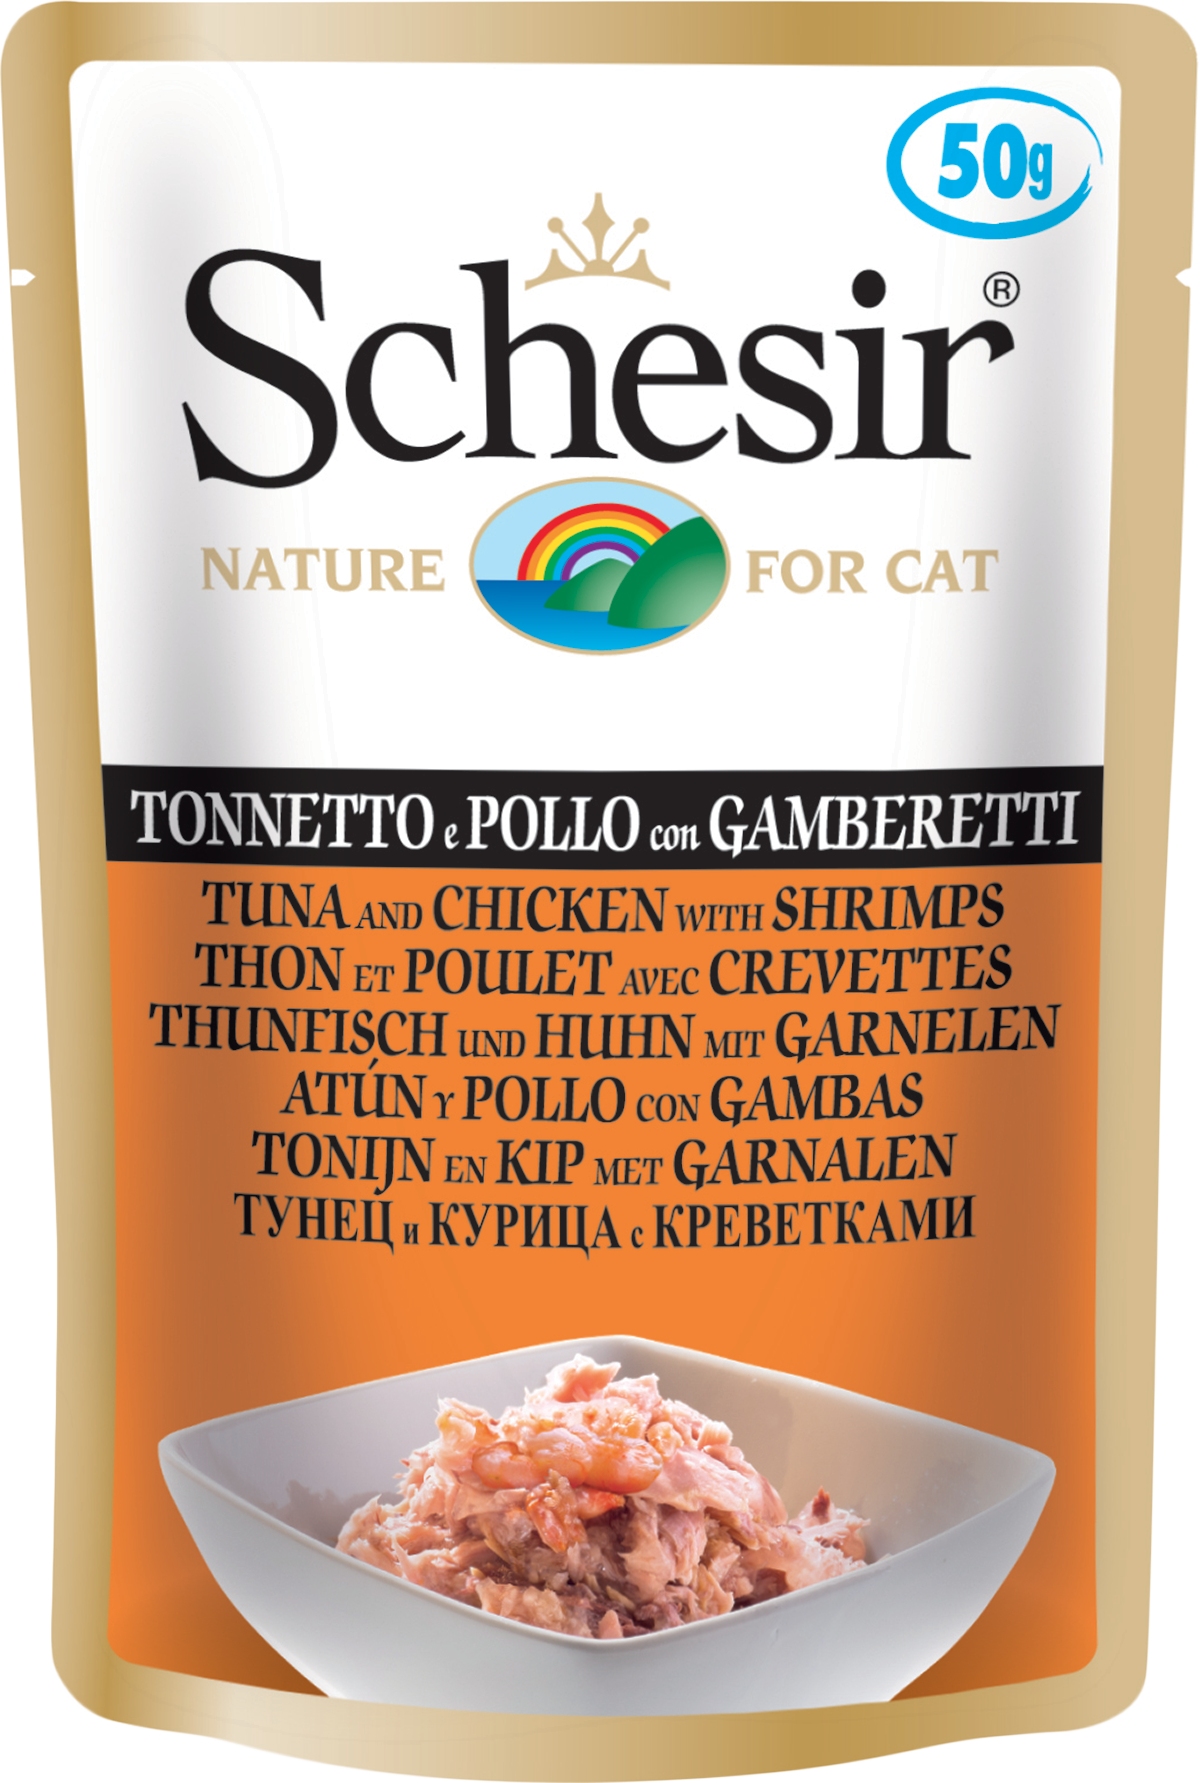 50g
Schesir®
NATURE FOR CAT
TONNETTO e POLLO con GAMBERETTI
TUNA AND CHICKEN WITH SHRIMPS
THON ET POULET AVEC CREVETTES
THUNFISCH UND HUHN MIT GARNELEN
ATÚN Y POLLO CON GAMBAS
TONIJN EN KIP MET GARNALEN
ТУНЕЦ и КУРИЦА с КРЕВЕТКАМИ